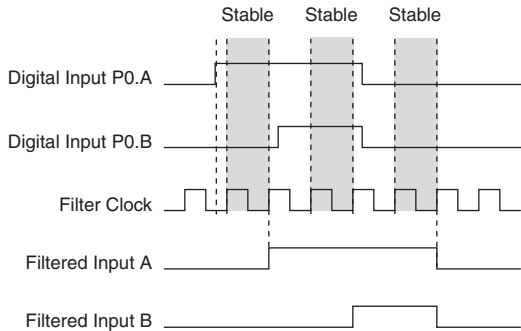 Stable Stable Stable
Digital Input P0.A
Digital Input P0.B
Filter Clock
Filtered Input A
Filtered Input B